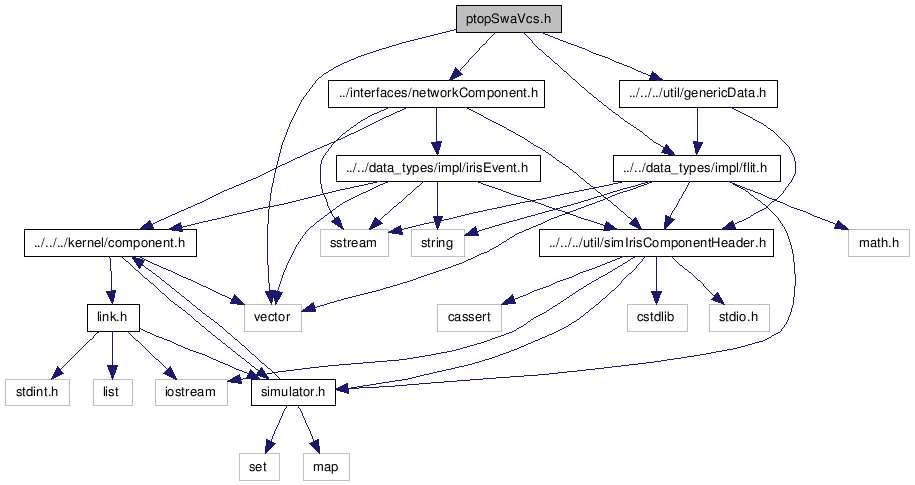 ptopSwaVcs.h
../interfaces/networkComponent.h
../../../util/genericData.h
../../data_types/impl/irisEvent.h
../../data_types/impl/flit.h
../../../kernel/component.h
sstream
string
../../../util/simIrisComponentHeader.h
math.h
link.h
vector
cassert
cstdlib
stdio.h
stdint.h
list
iostream
simulator.h
set
map